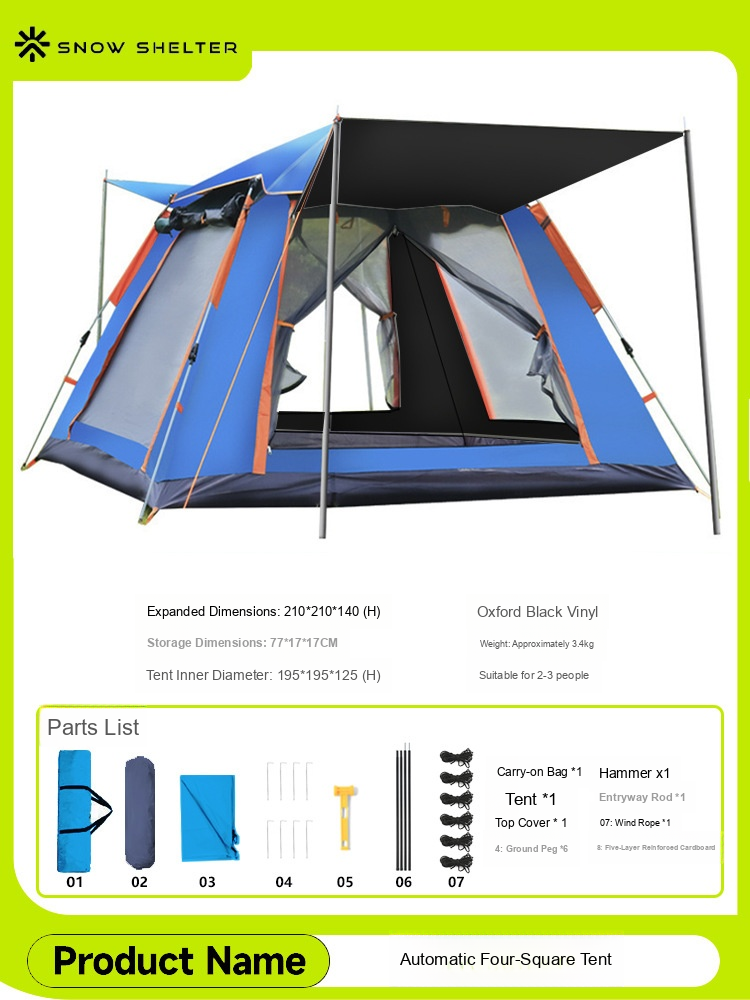 SNOW SHELTER
Expanded Dimensions: 210*210*140 (H)
Oxford Black Vinyl
Storage Dimensions: 77*17*17CM
Weight: Approximately 3.4kg
Tent Inner Diameter: 195*195*125 (H)
Suitable for 2-3 people
Parts List
Carry-on Bag *1
Hammer x1
Tent *1
Entryway Rod *1
Top Cover * 1
07: Wind Rope *1
4: Ground Peg *6
8: Five-Layer Reinforced Cardboard
01 02 03 04 05 06 07
Product Name
Automatic Four-Square Tent